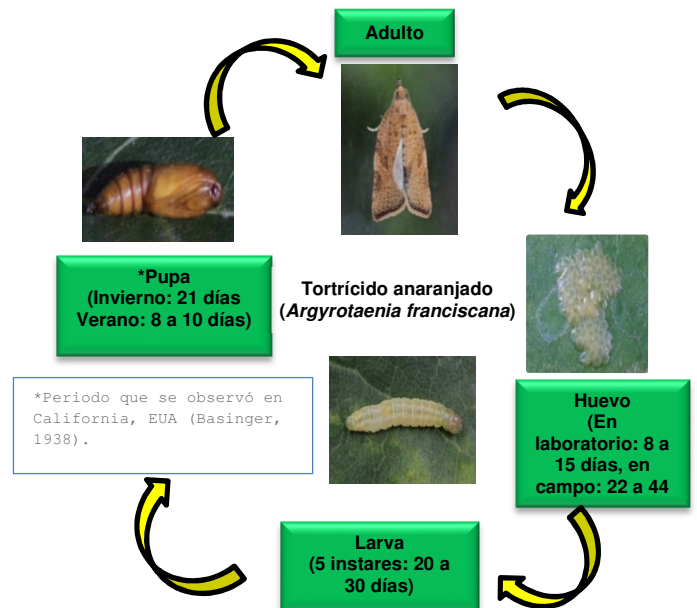 Adulto
*Pupa
(Invierno: 21 días
Verano: 8 a 10 días)
Tortrícido anaranjado
(Argyrotaenia franciscana)
*Periodo que se observó en
California, EUA (Basinger,
1938).
Huevo
(En
laboratorio: 8 a
15 días, en
campo: 22 a 44
Larva
(5 instares: 20 a
30 días)